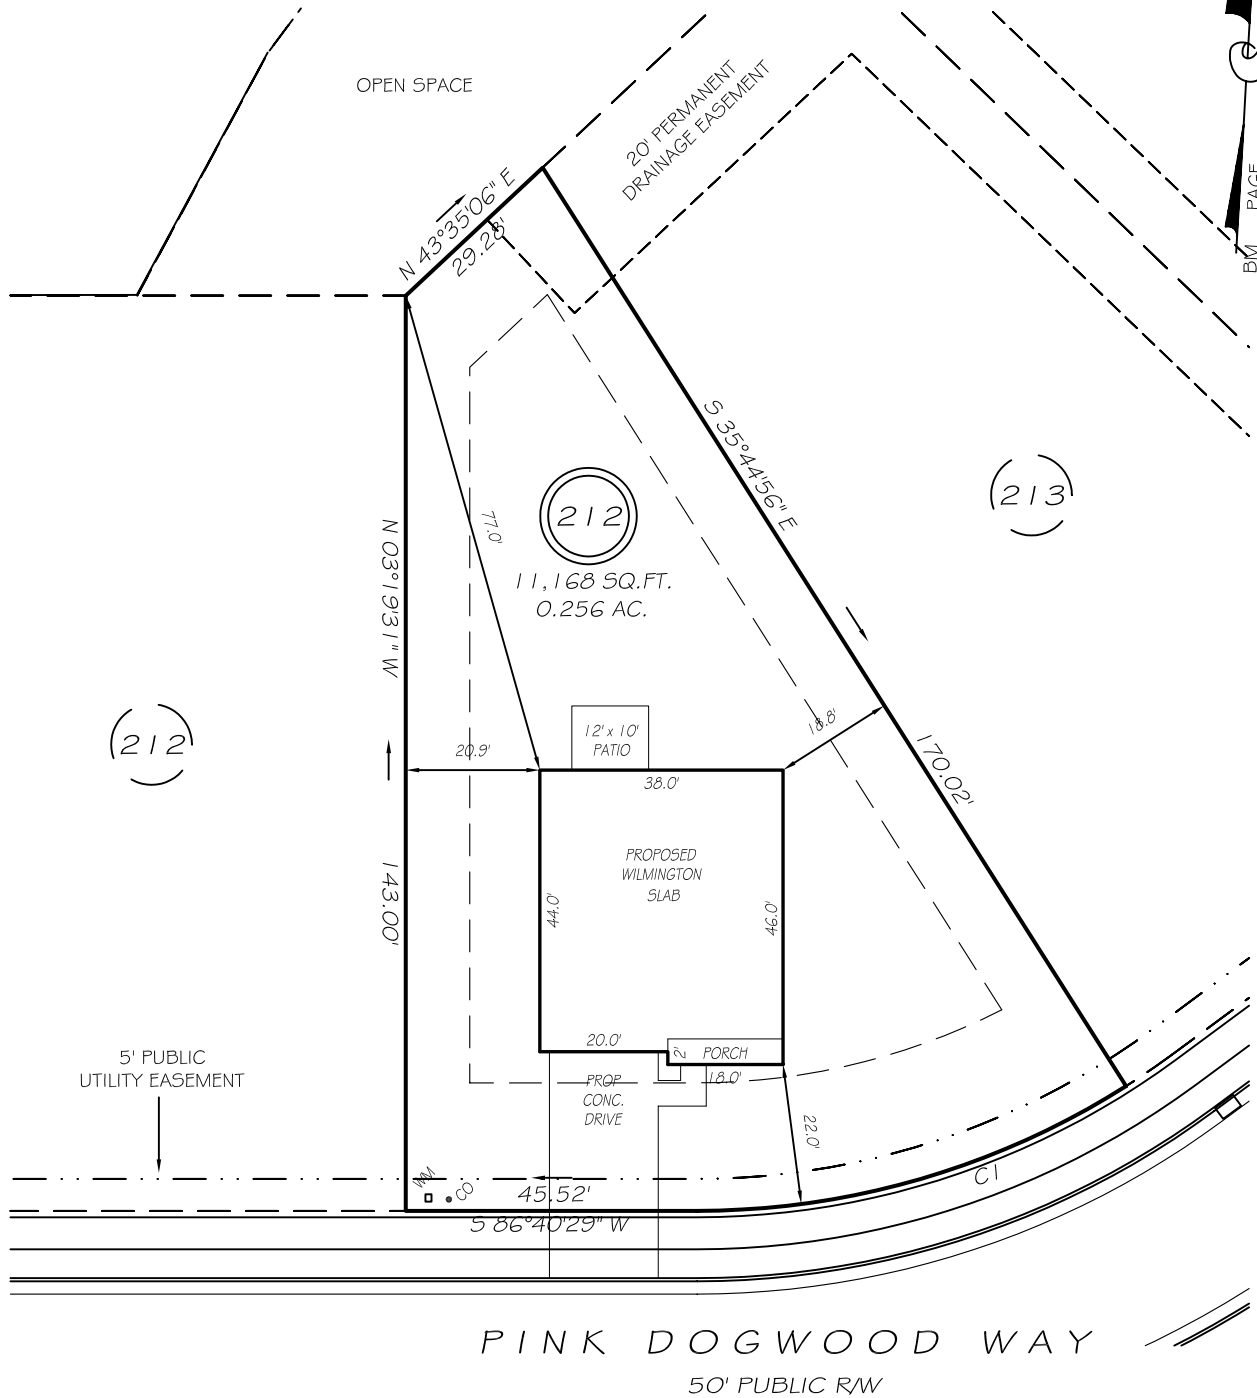 OPEN SPACE
20' PERMANENT
DRAINAGE EASEMENT
BM PAGE
N 43°35'06" E
29.28'
S 35°44'56" E
170.02'
213
77.0'
212
11,168 SQ.FT.
0.256 AC.
N 03°19'31" W
143.00'
212
12' x 10'
PATIO
20.9'
18.8'
38.0'
PROPOSED
WILMINGTON
SLAB
44.0'
46.0'
20.0'
2'
PORCH
18.0'
PROP
CONC.
DRIVE
22.0'
5' PUBLIC
UTILITY EASEMENT
WM
CO
45.52'
S 86°40'29" W
C1
PINK DOGWOOD WAY
50' PUBLIC R/W